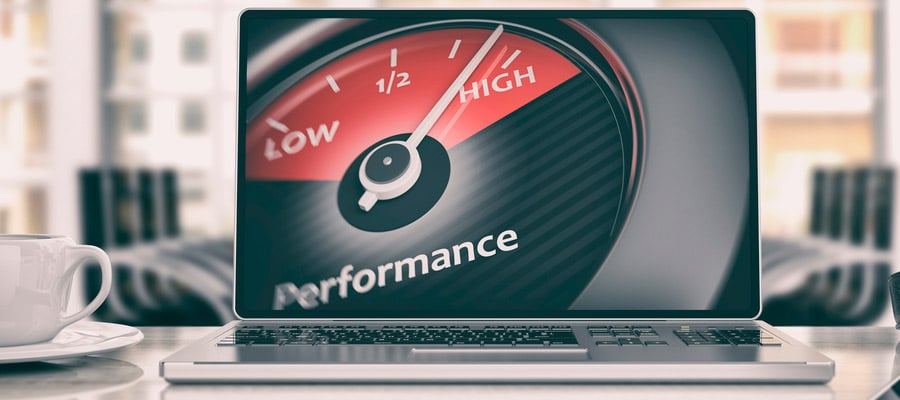 LOW
1/2
HIGH
Performance